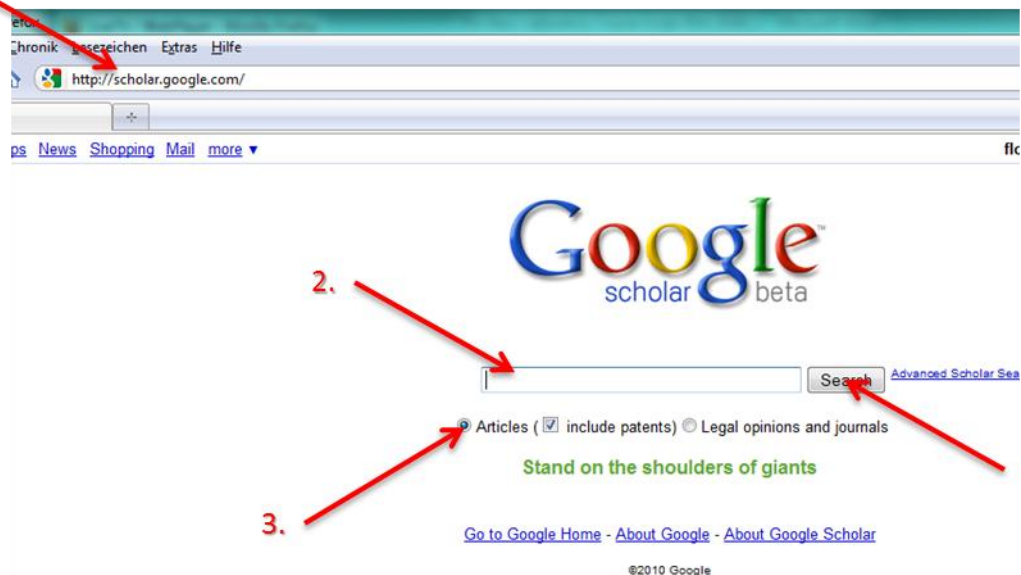 Chronik Lesezeichen Extras Hilfe
http://scholar.google.com/
News Shopping Mail more ▼
Google™
scholar beta
2.
Search Advanced Scholar
Articles ( include patents) Legal opinions and journals
Stand on the shoulders of giants
3.
Go to Google Home - About Google - About Google Scholar
©2010 Google